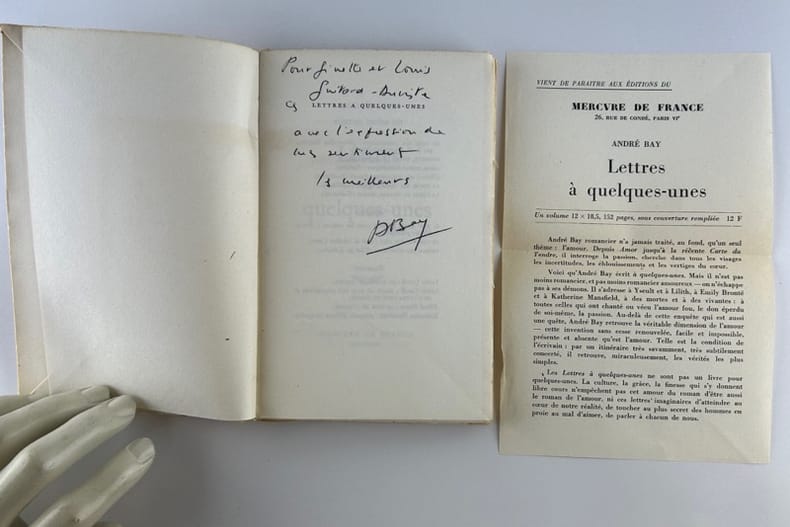 Pour Ginette et Louis
Guitard-Auviste
ces
LETTRES A QUELQUES-UNES
avec l'expression de
mes sentiments
les meilleurs
ABay
VIENT DE PARAITRE AUX ÉDITIONS DU
MERCVRE DE FRANCE
26, RUE DE CONDÉ, PARIS VIᵉ
ANDRÉ BAY
Lettres
à quelques-unes
Un volume 12 × 18,5, 152 pages, sous couverture rempliée 12 F
André Bay romancier n'a jamais traité, au fond, qu'un seul
thème : l'amour. Depuis Amor jusqu'à la récente Carte du
Tendre, il interroge la passion, cherche dans tous les visages
les incertitudes, les éblouissements et les vertiges du cœur.
Voici qu'André Bay écrit à quelques-unes. Mais il n'est pas
moins romancier, et pas moins romancier amoureux — on n'échappe
pas à ses démons. Il s'adresse à Yseult et à Lilith, à Emily Brontë
et à Katherine Mansfield, à des mortes et à des vivantes : à
toutes celles qui ont chanté ou vécu l'amour fou, le don éperdu
de soi-même, la passion. Au-delà de cette enquête qui est aussi
une quête, André Bay retrouve la véritable dimension de l'amour
— cette invention sans cesse renouvelée, facile et impossible,
présente et absente qu'est l'amour. Telle est la condition de
l'écrivain : par un itinéraire très savamment, très subtilement
concerté, il retrouve, miraculeusement, les vérités les plus
simples.
Les Lettres à quelques-unes ne sont pas un livre pour
quelques-unes. La culture, la grâce, la finesse qui s'y donnent
libre cours n'empêchent pas cet amour du roman d'être aussi
le roman de l'amour, ni ces lettres imaginaires d'atteindre au
cœur de notre réalité, de toucher au plus secret des hommes en
proie au mal d'aimer, de parler à chacun de nous.